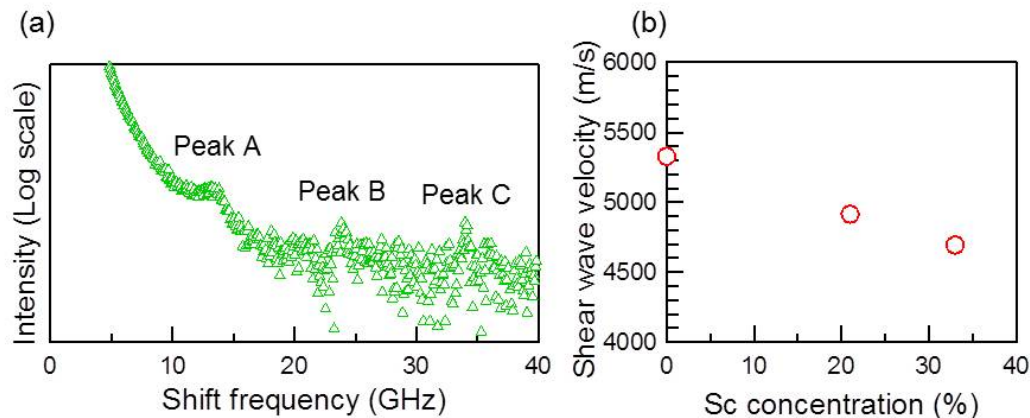 (a)
Intensity (Log scale)
Peak A
Peak B
Peak C
0 10 20 30 40
Shift frequency (GHz)
(b)
Shear wave velocity (m/s)
6000
5500
5000
4500
4000
0 10 20 30 40
Sc concentration (%)